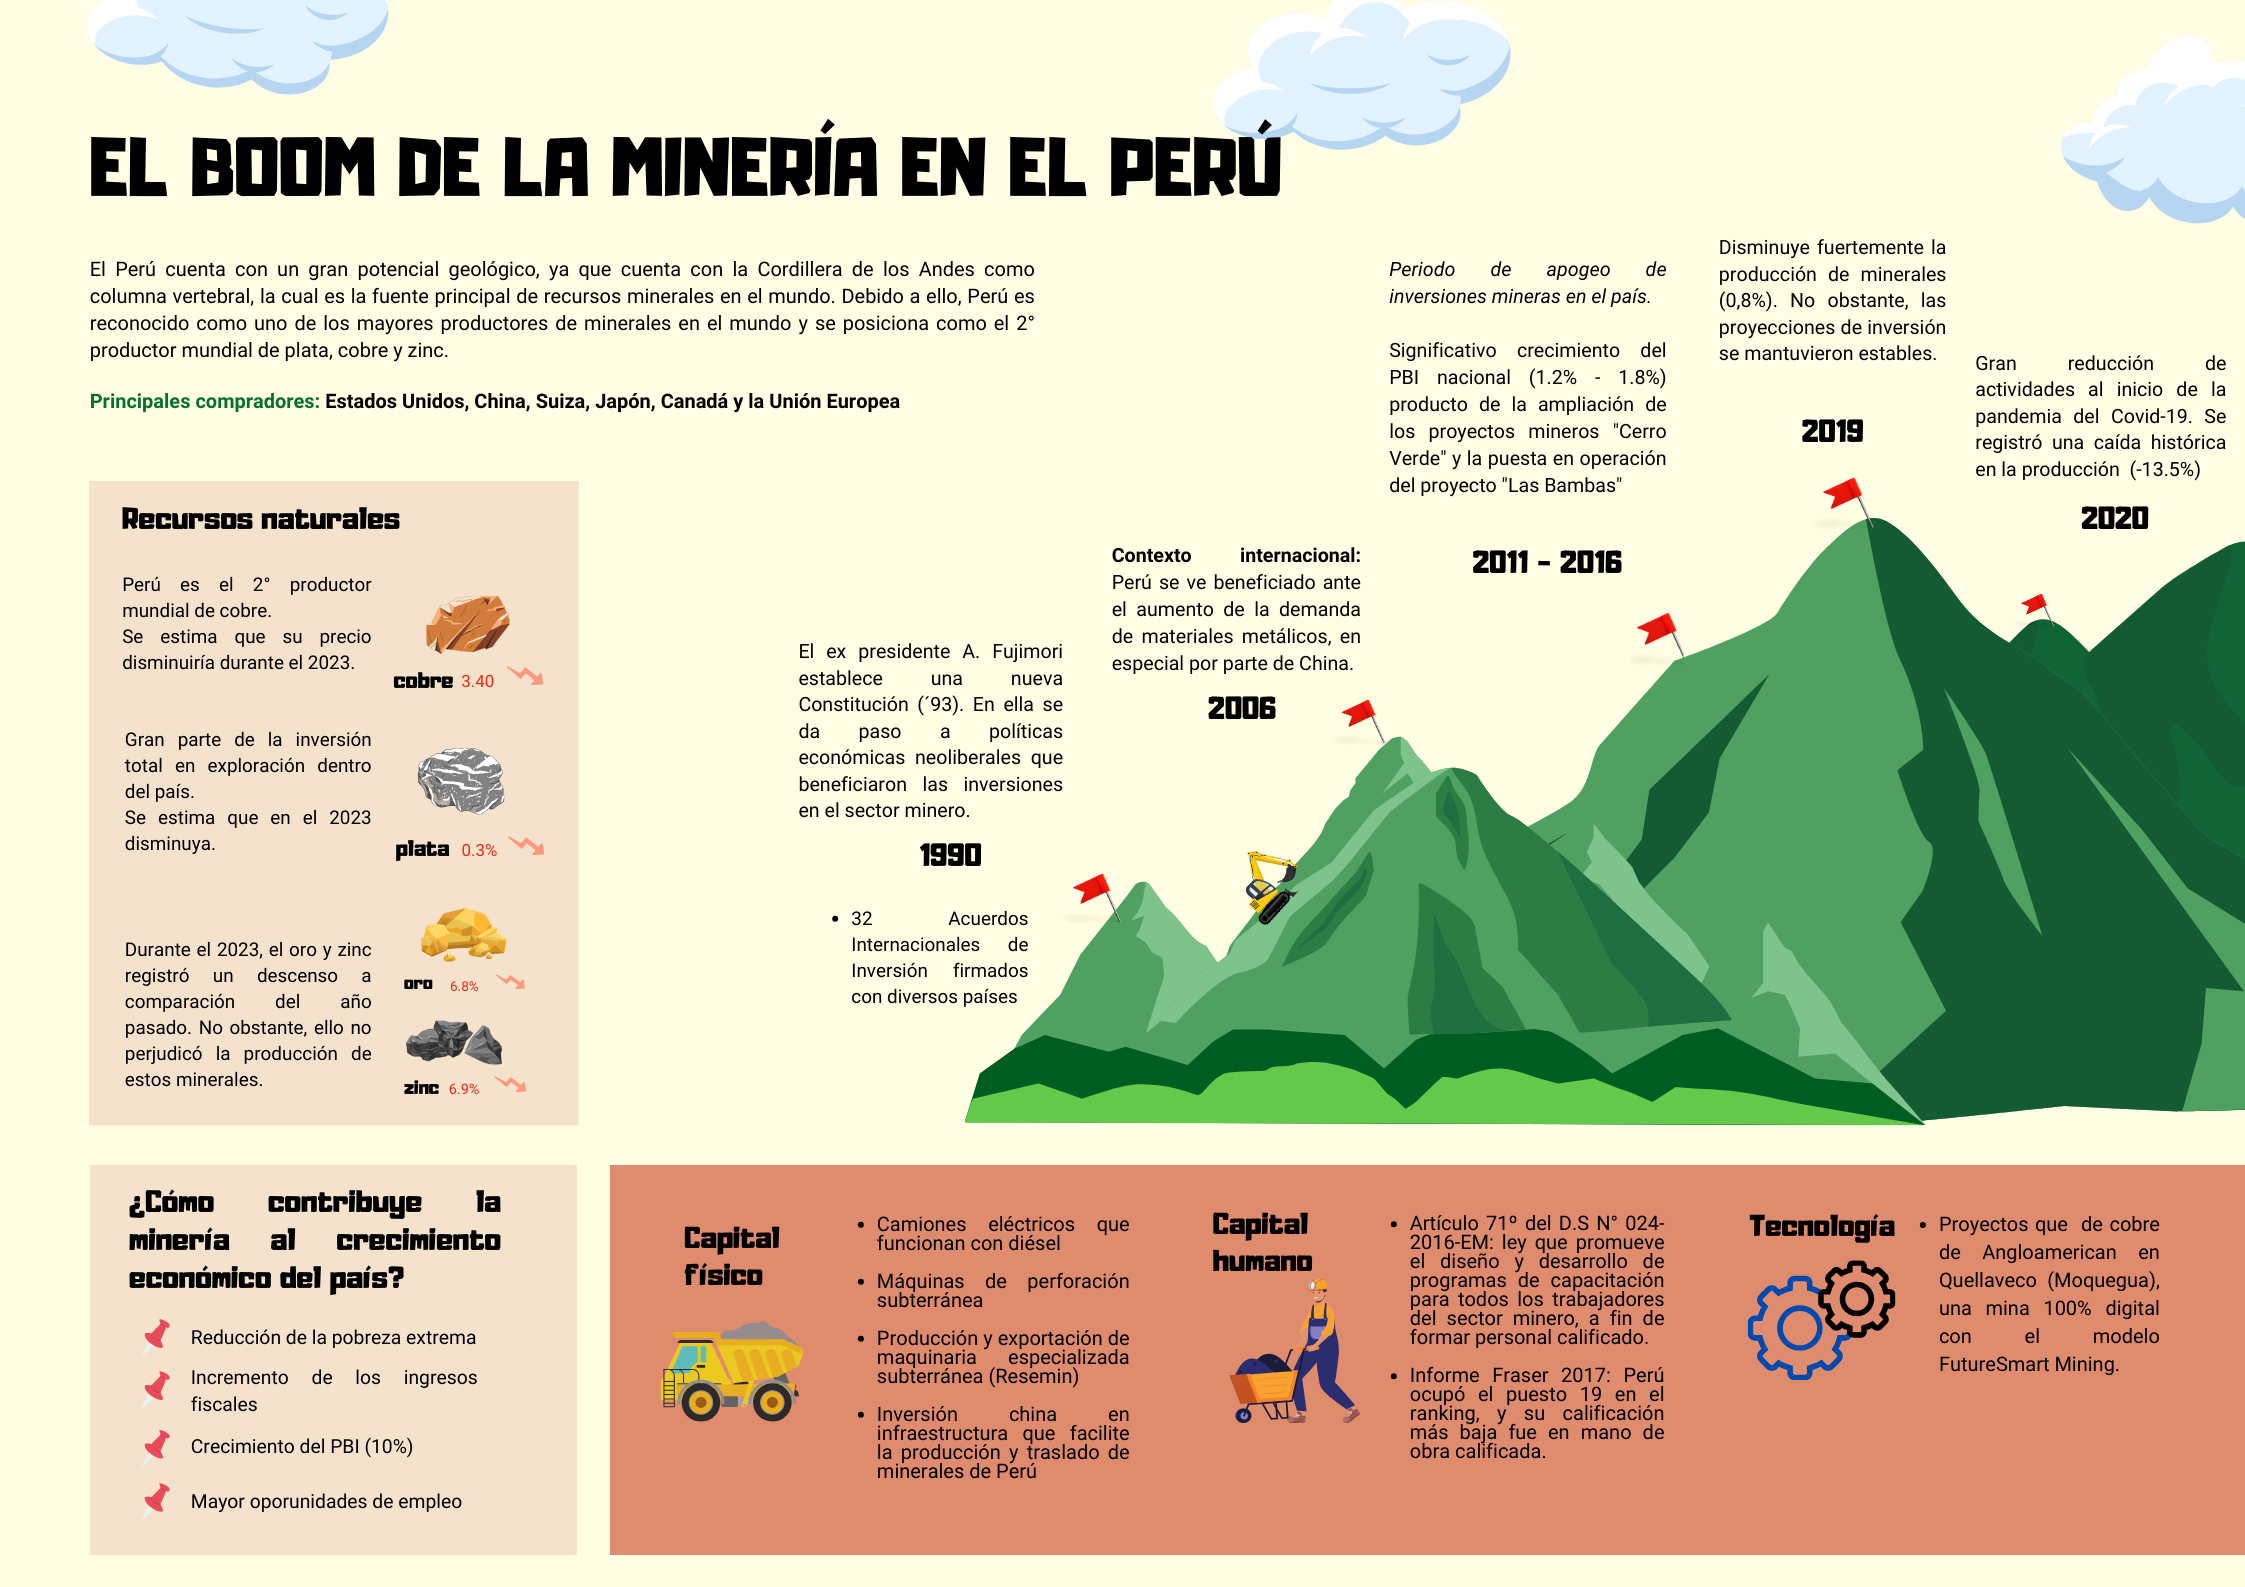 EL BOOM DE LA MINERÍA EN EL PERÚ
El Perú cuenta con un gran potencial geológico, ya que cuenta con la Cordillera de los Andes como
columna vertebral, la cual es la fuente principal de recursos minerales en el mundo. Debido a ello, Perú es
reconocido como uno de los mayores productores de minerales en el mundo y se posiciona como el 2°
productor mundial de plata, cobre y zinc.
Principales compradores: Estados Unidos, China, Suiza, Japón, Canadá y la Unión Europea
Recursos naturales
Perú es el 2° productor
mundial de cobre.
Se estima que su precio
disminuiría durante el 2023.
cobre 3.40
Gran parte de la inversión
total en exploración dentro
del país.
Se estima que en el 2023
disminuya.
plata 0.3%
Durante el 2023, el oro y zinc
registró un descenso a
comparación del año
pasado. No obstante, ello no
perjudicó la producción de
estos minerales.
oro 6.8%
zinc 6.9%
El ex presidente A. Fujimori
establece una nueva
Constitución (´93). En ella se
da paso a políticas
económicas neoliberales que
beneficiaron las inversiones
en el sector minero.
1990
• 32 Acuerdos
Internacionales de
Inversión firmados
con diversos países
Contexto internacional:
Perú se ve beneficiado ante
el aumento de la demanda
de materiales metálicos, en
especial por parte de China.
2006
Periodo de apogeo de
inversiones mineras en el país.
Significativo crecimiento del
PBI nacional (1.2% - 1.8%)
producto de la ampliación de
los proyectos mineros "Cerro
Verde" y la puesta en operación
del proyecto "Las Bambas"
2011 - 2016
Disminuye fuertemente la
producción de minerales
(0,8%). No obstante, las
proyecciones de inversión
se mantuvieron estables.
2019
Gran reducción de
actividades al inicio de la
pandemia del Covid-19. Se
registró una caída histórica
en la producción (-13.5%)
2020
¿Cómo contribuye la
minería al crecimiento
económico del país?
Reducción de la pobreza extrema
Incremento de los ingresos
fiscales
Crecimiento del PBI (10%)
Mayor oporunidades de empleo
Capital
físico
• Camiones eléctricos que
funcionan con diésel
• Máquinas de perforación
subterránea
• Producción y exportación de
maquinaria especializada
subterránea (Resemin)
• Inversión china en
infraestructura que facilite
la producción y traslado de
minerales de Perú
Capital
humano
• Artículo 71º del D.S N° 024-
2016-EM: ley que promueve
el diseño y desarrollo de
programas de capacitación
para todos los trabajadores
del sector minero, a fin de
formar personal calificado.
• Informe Fraser 2017: Perú
ocupó el puesto 19 en el
ranking, y su calificación
más baja fue en mano de
obra calificada.
Tecnología
• Proyectos que de cobre
de Angloamerican en
Quellaveco (Moquegua),
una mina 100% digital
con el modelo
FutureSmart Mining.